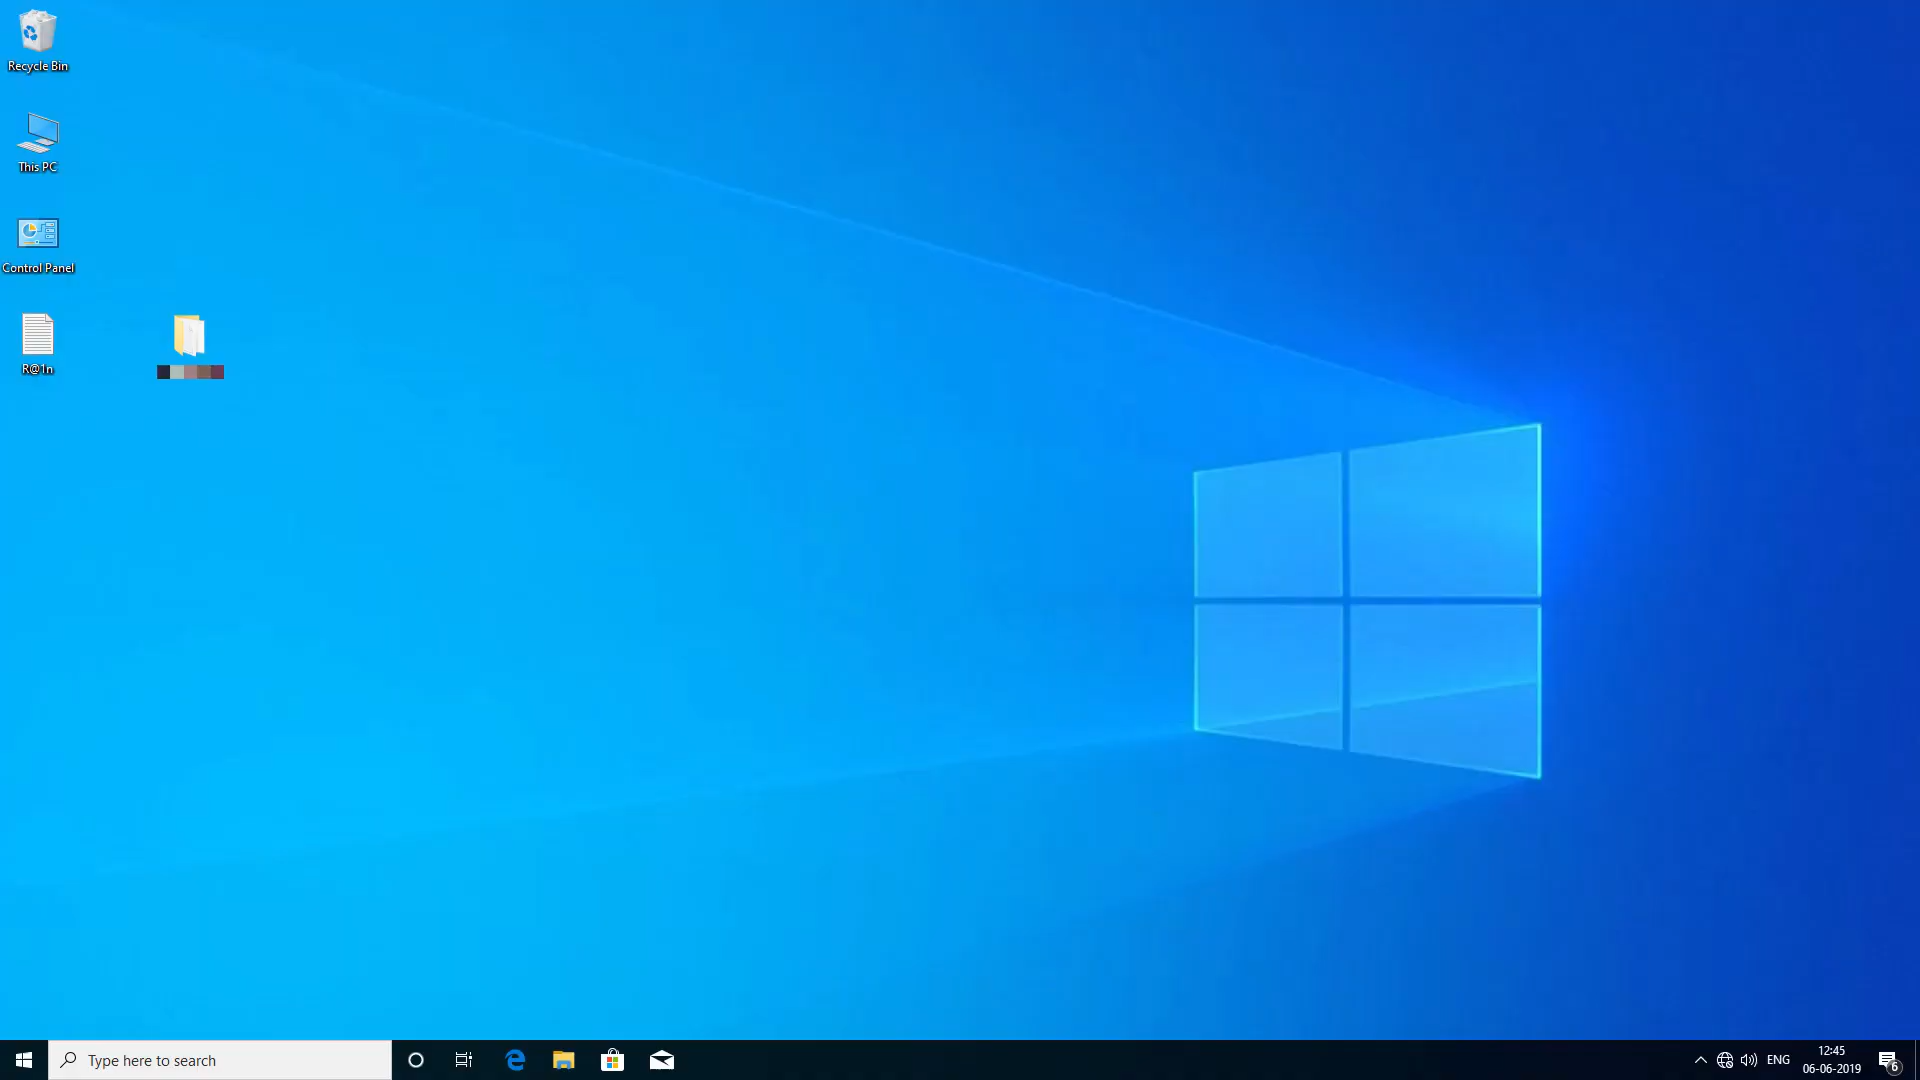 Recycle Bin
This PC
Control Panel
R@1n
Type here to search
ENG
12:45
06-06-2019
6